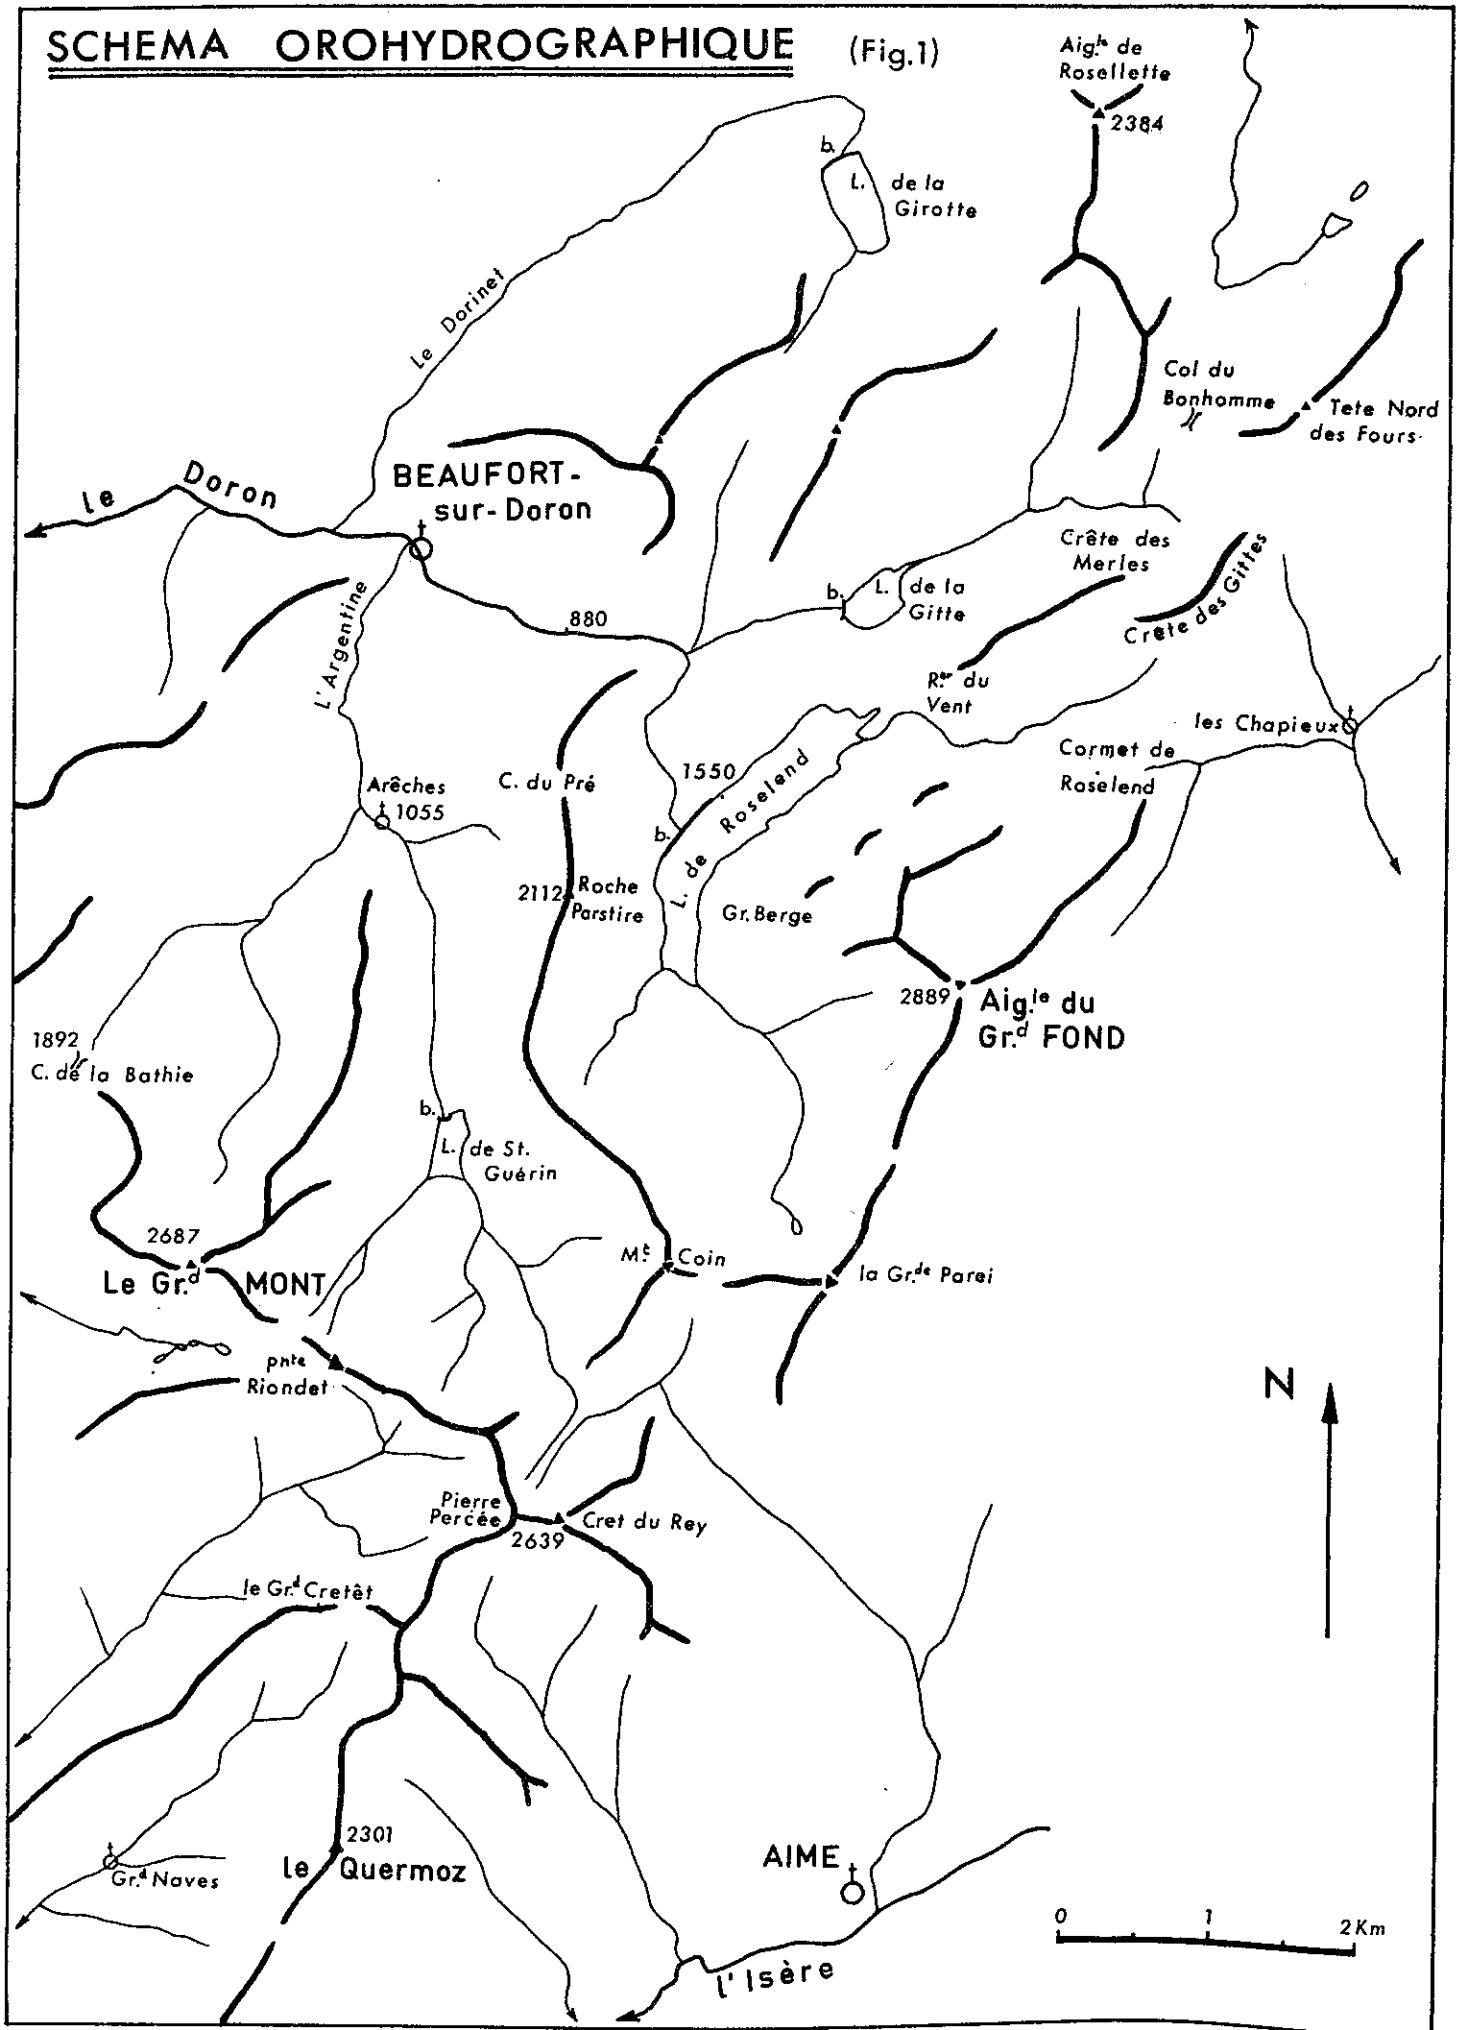 SCHEMA OROHYDROGRAPHIQUE (Fig.1)
Aig.le de
Rosellette
2384
b.
L. de la
Girotte
Le Dorinet
Col du
Bonhomme
Tete Nord
des Fours
le Doron
BEAUFORT-
sur-Doron
Crête des
Merles
Crête des Gittes
b.
L. de la
Gitte
880
L'Argentine
R.er du
Vent
les Chapieux
Cormet de
Roselend
C. du Pré
1550
L. de Roselend
b.
Arêches
1055
2112
Roche
Parstire
Gr. Berge
2889
Aig.le du
Gr.d FOND
1892
C. de la Bathie
b.
L. de St.
Guérin
2687
Le Gr.d MONT
M.t Coin
la Gr.de Parei
pnte
Riondet
N
Pierre
Percée
2639
Cret du Rey
le Gr.d Cretêt
2301
le Quermoz
Gr.d Naves
AIME
0 1 2 Km
l'Isère